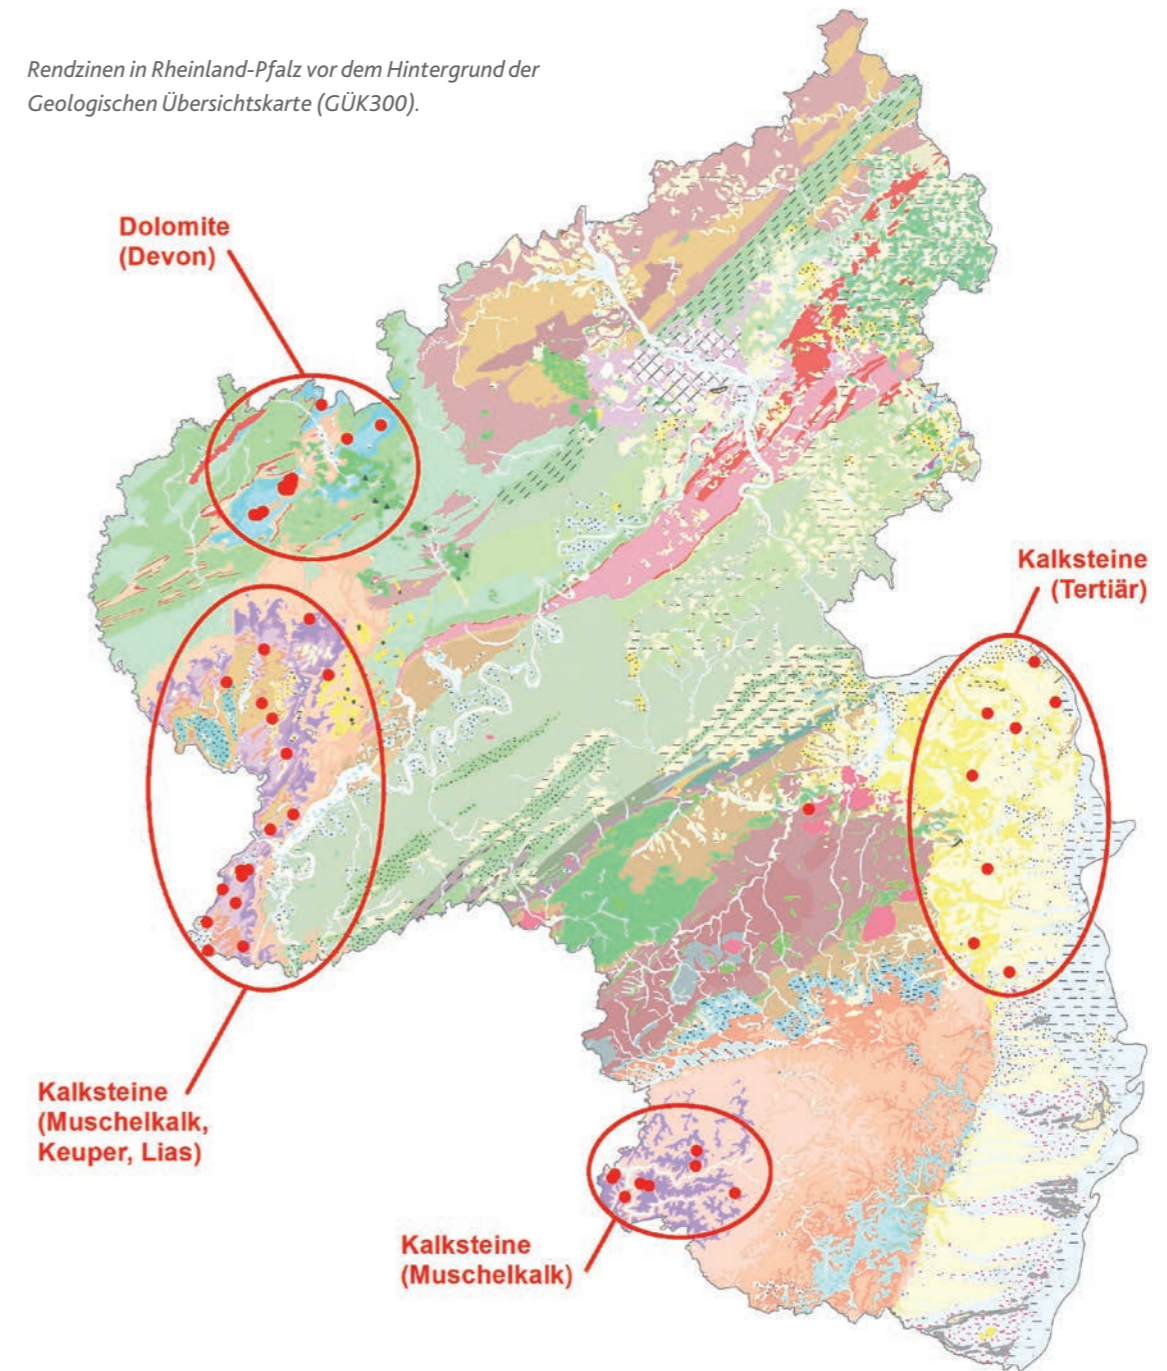 Rendzinen in Rheinland-Pfalz vor dem Hintergrund der
Geologischen Übersichtskarte (GÜK300).
Dolomite
(Devon)
Kalksteine
(Tertiär)
Kalksteine
(Muschelkalk,
Keuper, Lias)
Kalksteine
(Muschelkalk)